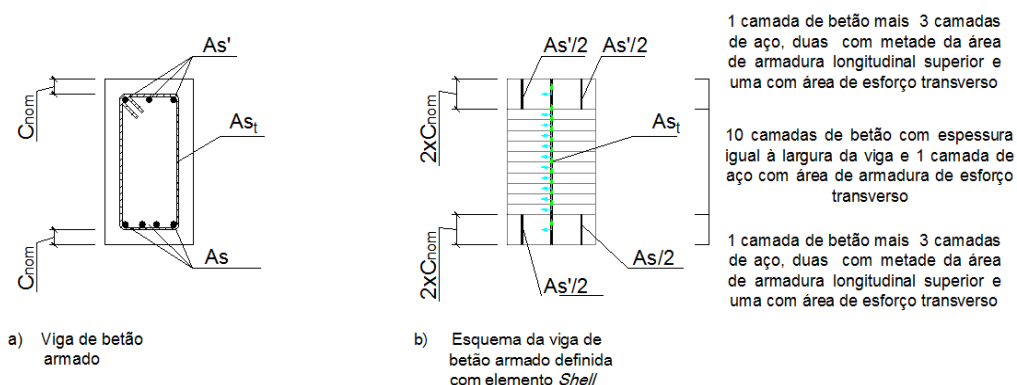 As'
Cnom
Ast
Cnom
As
a) Viga de betão
armado
As'/2 As'/2
2xCnom
Ast
2xCnom
As/2
As'/2
b) Esquema da viga de
betão armado definida
com elemento Shell
1 camada de betão mais 3 camadas
de aço, duas com metade da área
de armadura longitudinal superior e
uma com área de esforço transverso
10 camadas de betão com espessura
igual à largura da viga e 1 camada de
aço com área de armadura de esforço
transverso
1 camada de betão mais 3 camadas
de aço, duas com metade da área
de armadura longitudinal superior e
uma com área de esforço transverso